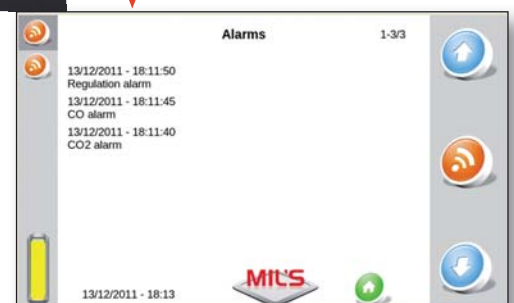 Alarms
1-3/3
13/12/2011 - 18:11:50
Regulation alarm
13/12/2011 - 18:11:45
CO alarm
13/12/2011 - 18:11:40
CO2 alarm
MIL'S
13/12/2011 - 18:13